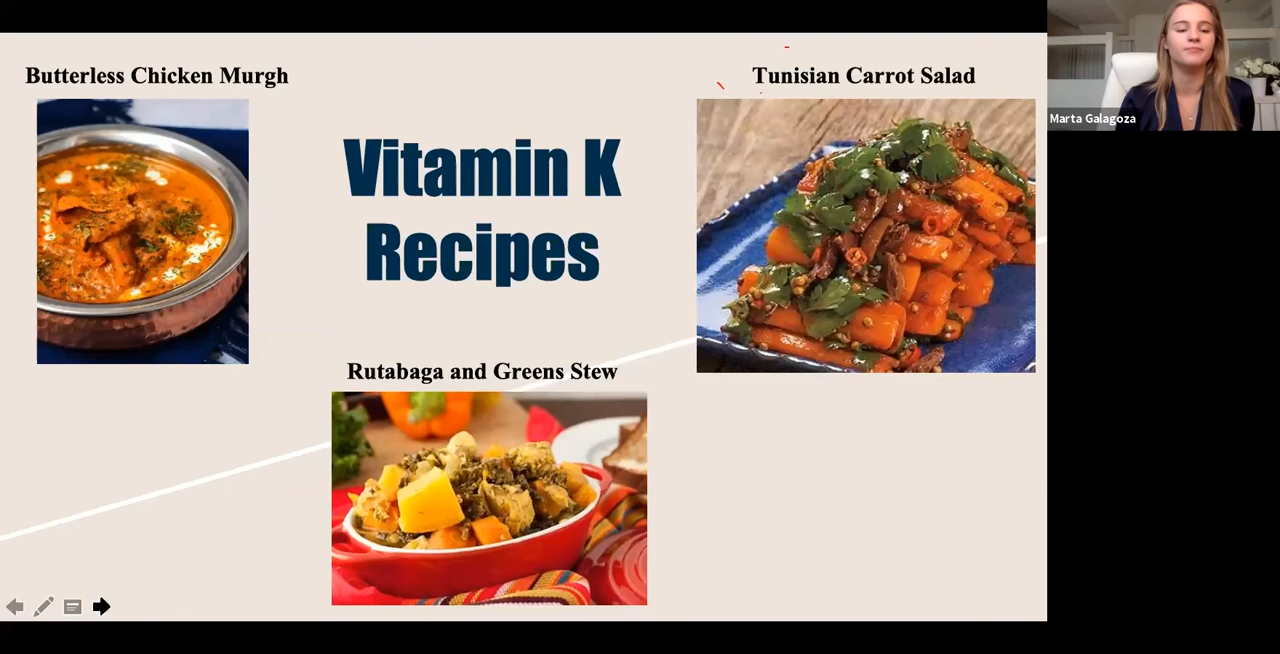 Butterless Chicken Murgh
Vitamin K
Recipes
Tunisian Carrot Salad
Rutabaga and Greens Stew
Marta Galagoza